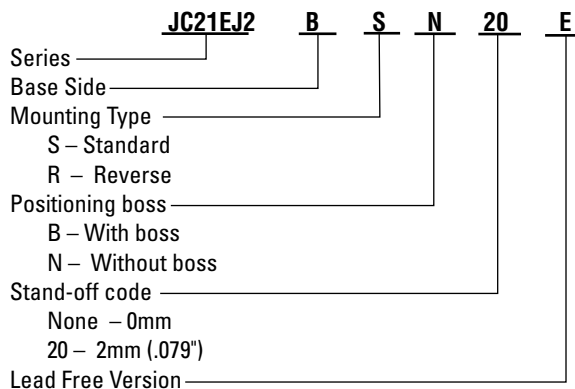 JC21EJ2 B S N 20 E
Series
Base Side
Mounting Type
S – Standard
R – Reverse
Positioning boss
B – With boss
N – Without boss
Stand-off code
None – 0mm
20 – 2mm (.079")
Lead Free Version